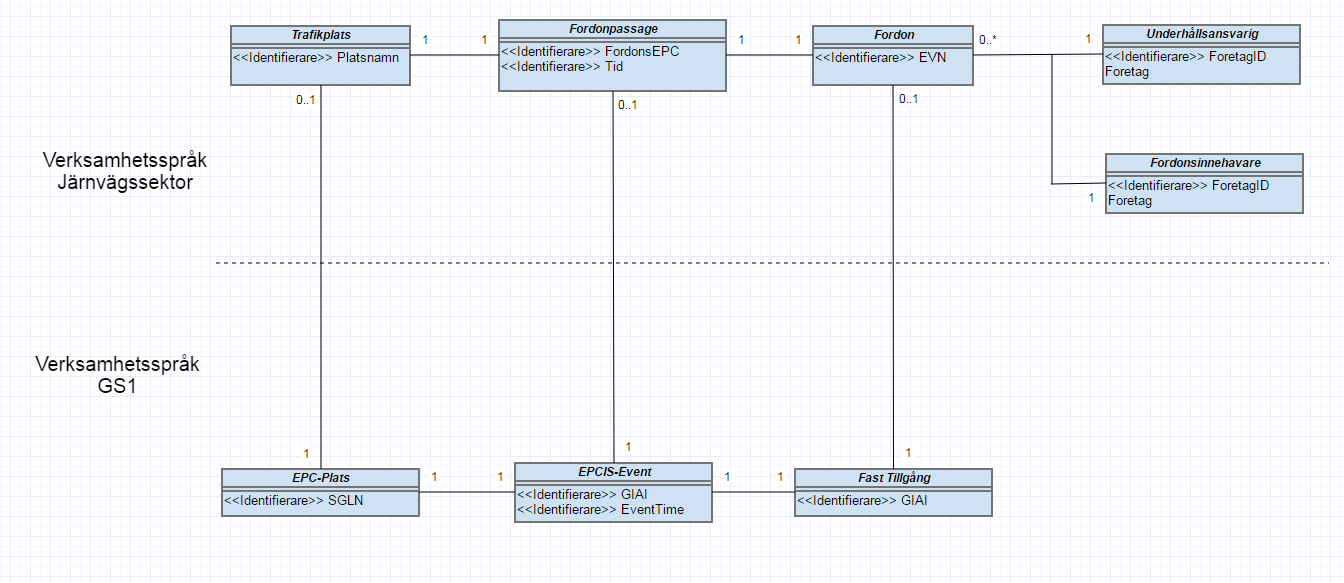 Trafikplats
<<Identifierare>> Platsnamn
1
1
Fordonpassage
<<Identifierare>> FordonsEPC
<<Identifierare>> Tid
1
1
Fordon
<<Identifierare>> EVN
0..*
1
Underhållsansvarig
<<Identifierare>> ForetagID
Foretag
0..1
0..1
0..1
Verksamhetsspråk
Järnvägssektor
Fordonsinnehavare
<<Identifierare>> ForetagID
Foretag
1
Verksamhetsspråk
GS1
1
1
1
EPC-Plats
<<Identifierare>> SGLN
1
1
EPCIS-Event
<<Identifierare>> GIAI
<<Identifierare>> EventTime
1
1
Fast Tillgång
<<Identifierare>> GIAI